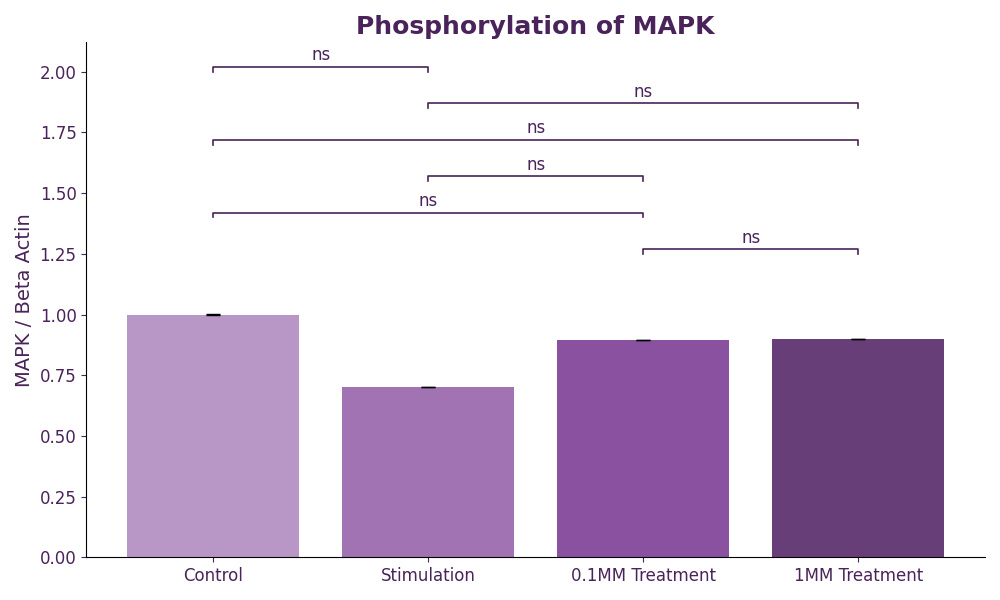 Phosphorylation of MAPK
ns
ns
ns
ns
ns
ns
MAPK / Beta Actin
2.00
1.75
1.50
1.25
1.00
0.75
0.50
0.25
0.00
Control
Stimulation
0.1MM Treatment
1MM Treatment